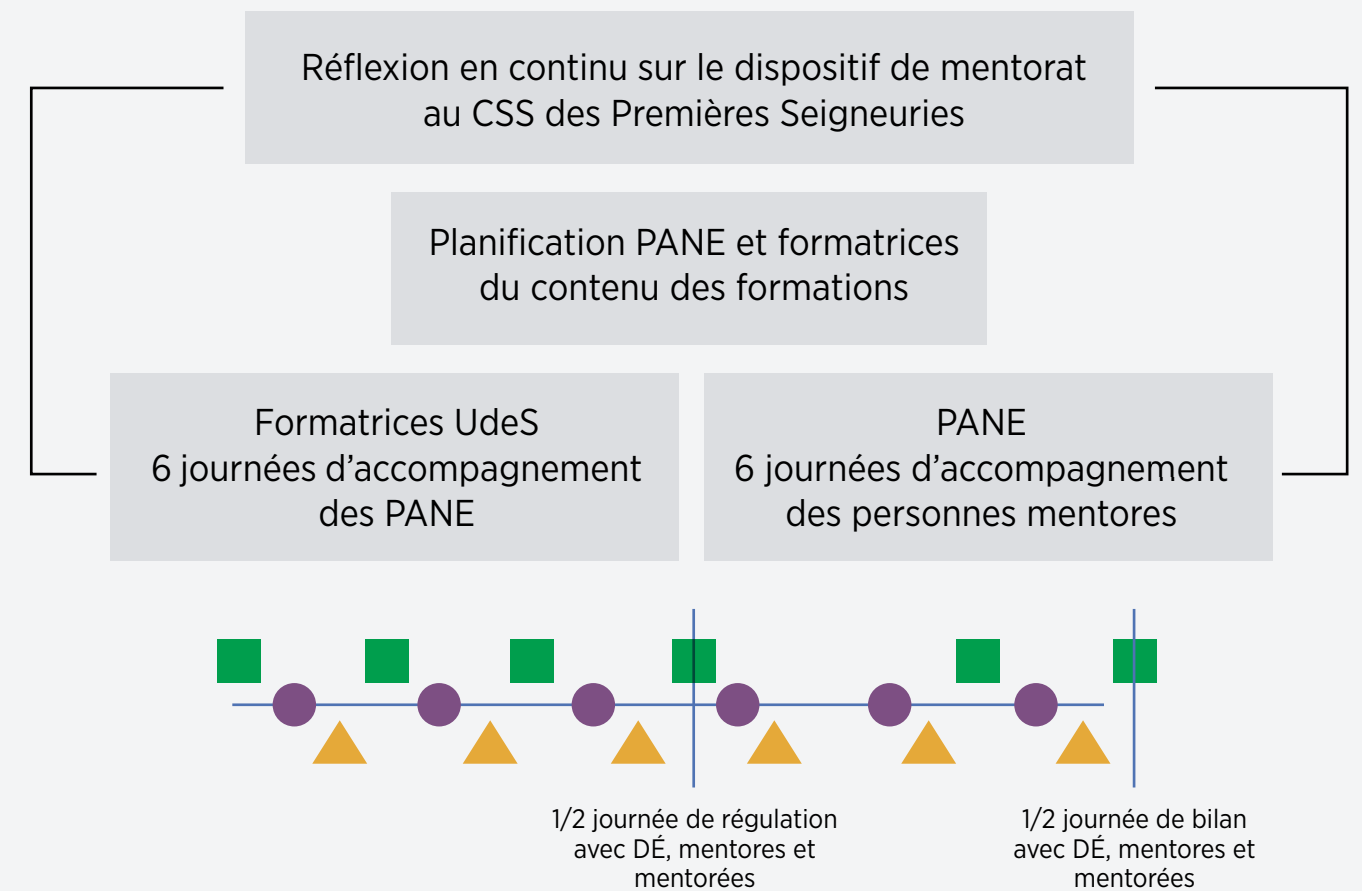 Réflexion en continu sur le dispositif de mentorat
au CSS des Premières Seigneuries
Planification PANE et formatrices
du contenu des formations
Formatrices UdeS
6 journées d’accompagnement
des PANE
PANE
6 journées d’accompagnement
des personnes mentores
1/2 journée de régulation
avec DÉ, mentores et
mentorées
1/2 journée de bilan
avec DÉ, mentores et
mentorées